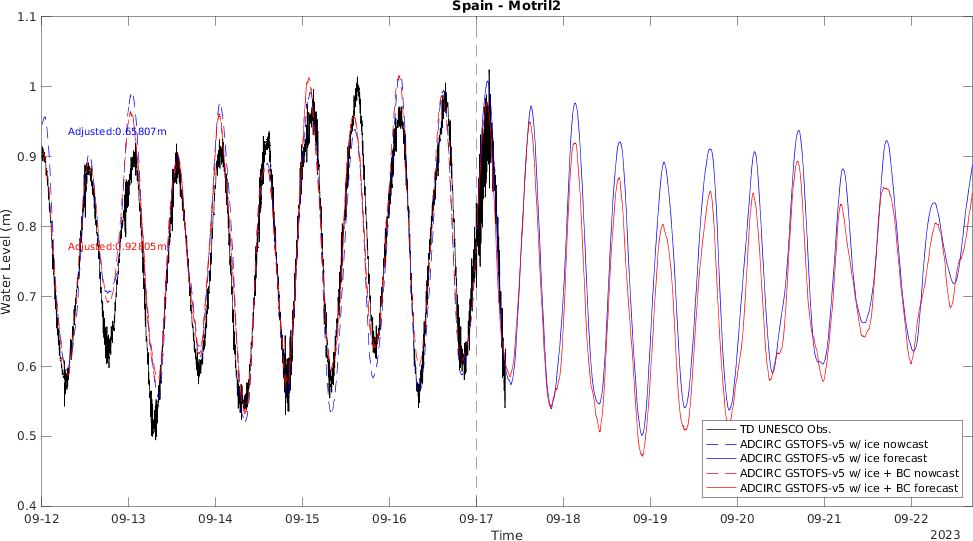 Spain - Motril2
1.1
1
0.9
0.8
0.7
0.6
0.5
0.4
Water Level (m)
Adjusted:0.65807m
Adjusted:0.92805m
TD UNESCO Obs.
ADCIRC GSTOFS-v5 w/ ice nowcast
ADCIRC GSTOFS-v5 w/ ice forecast
ADCIRC GSTOFS-v5 w/ ice + BC nowcast
ADCIRC GSTOFS-v5 w/ ice + BC forecast
09-12 09-13 09-14 09-15 09-16 09-17 09-18 09-19 09-20 09-21 09-22
Time
2023